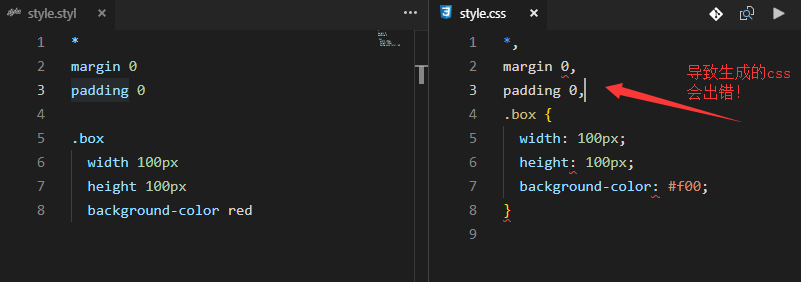 style.styl
1 *
2 margin 0
3 padding 0
4
5 .box
6 width 100px
7 height 100px
8 background-color red
style.css
1 *,
2 margin 0,
3 padding 0,
4 .box {
5 width: 100px;
6 height: 100px;
7 background-color: #f00;
8 }
9
导致生成的css
会出错!